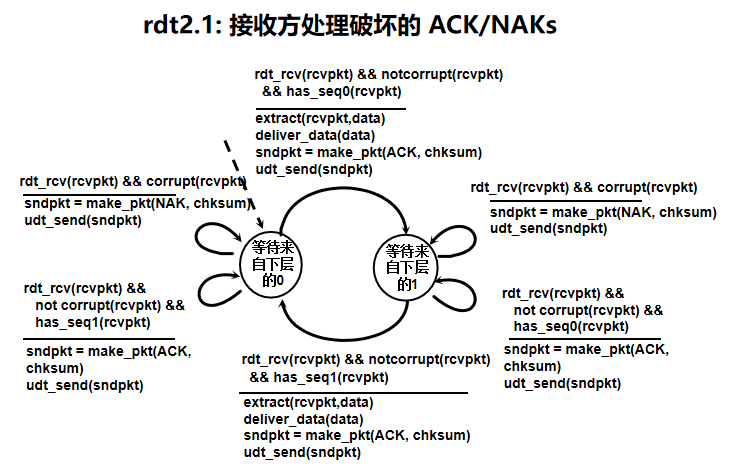 rdt2.1: 接收方处理破坏的 ACK/NAKs
rdt_rcv(rcvpkt) && notcorrupt(rcvpkt)
&& has_seq0(rcvpkt)
extract(rcvpkt,data)
deliver_data(data)
sndpkt = make_pkt(ACK, chksum)
udt_send(sndpkt)
rdt_rcv(rcvpkt) && corrupt(rcvpkt)
sndpkt = make_pkt(NAK, chksum)
udt_send(sndpkt)
rdt_rcv(rcvpkt) &&
not corrupt(rcvpkt) &&
has_seq1(rcvpkt)
sndpkt = make_pkt(ACK,
chksum)
udt_send(sndpkt)
等待来
自下层
的0
等待来
自下层
的1
rdt_rcv(rcvpkt) && corrupt(rcvpkt)
sndpkt = make_pkt(NAK, chksum)
udt_send(sndpkt)
rdt_rcv(rcvpkt) &&
not corrupt(rcvpkt) &&
has_seq0(rcvpkt)
sndpkt = make_pkt(ACK,
chksum)
udt_send(sndpkt)
rdt_rcv(rcvpkt) && notcorrupt(rcvpkt)
&& has_seq1(rcvpkt)
extract(rcvpkt,data)
deliver_data(data)
sndpkt = make_pkt(ACK, chksum)
udt_send(sndpkt)